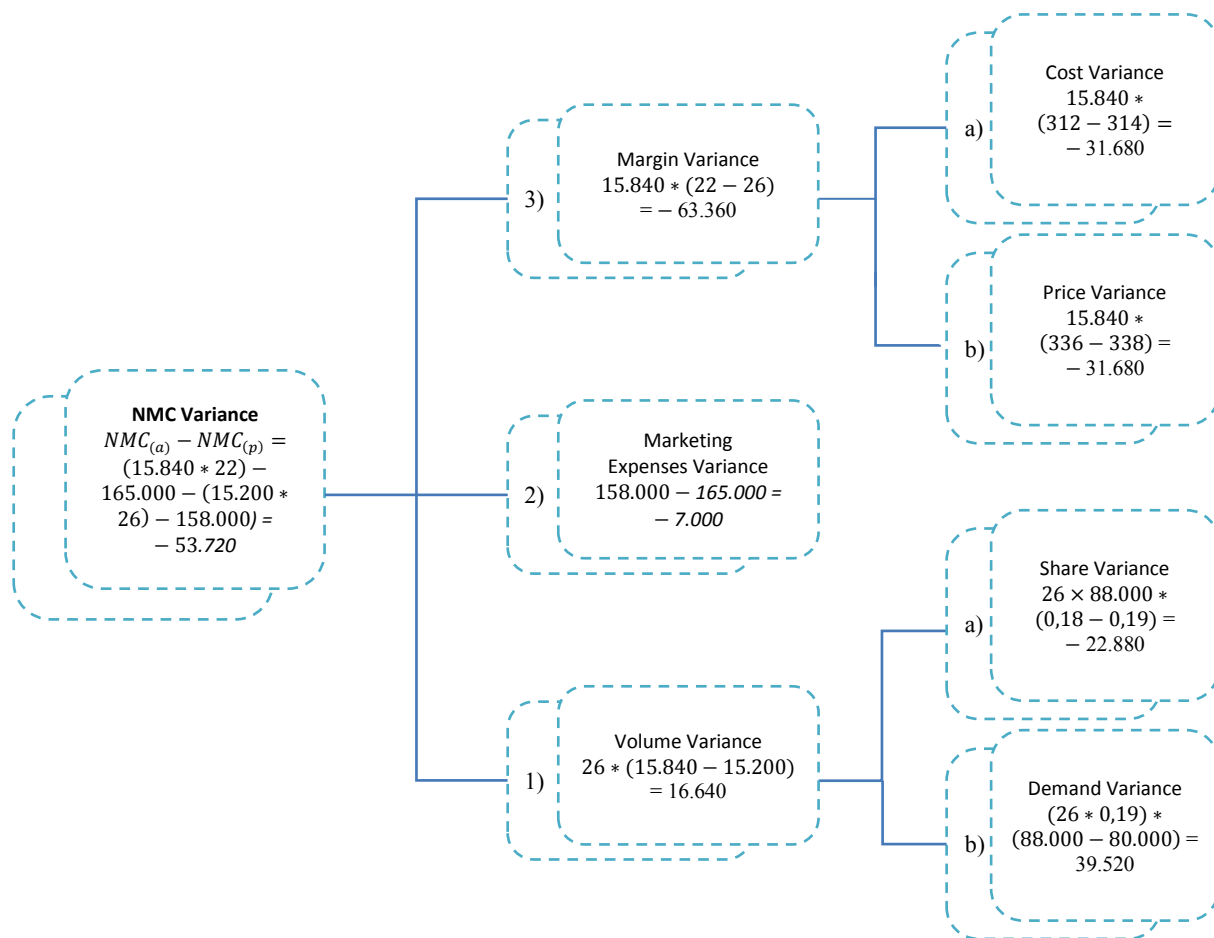 NMC Variance
𝑁𝑀𝐶(𝑎) − 𝑁𝑀𝐶(𝑝) =
(15.840 ∗ 22) −
165.000 − (15.200 ∗
26) − 158.000) =
− 53.720
3)
Margin Variance
15.840 ∗ (22 − 26)
= − 63.360
a)
Cost Variance
15.840 ∗
(312 − 314) =
− 31.680
b)
Price Variance
15.840 ∗
(336 − 338) =
− 31.680
2)
Marketing
Expenses Variance
158.000 − 165.000 =
− 7.000
1)
Volume Variance
26 ∗ (15.840 − 15.200)
= 16.640
a)
Share Variance
26 × 88.000 ∗
(0,18 − 0,19) =
− 22.880
b)
Demand Variance
(26 ∗ 0,19) ∗
(88.000 − 80.000) =
39.520